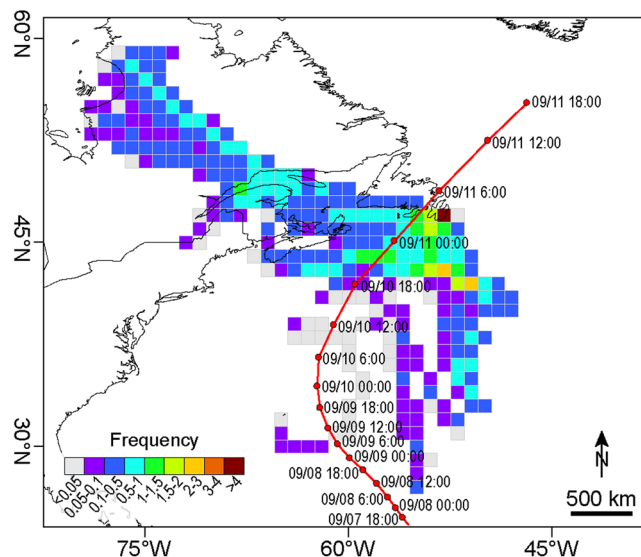 60°N
09/11 18:00
09/11 12:00
09/11 6:00
45°N
09/11 00:00
09/10 18:00
09/10 12:00
09/10 6:00
09/10 00:00
09/09 18:00
09/09 12:00
30°N
Frequency
09/09 6:00
09/09 00:00
N
09/08 18:00
09/08 12:00
<0.05
0.05-0.1
0.1-0.5
0.5-1
1-1.5
1.5-2
2-3
3-4
>4
09/08 6:00
09/08 00:00
500 km
09/07 18:00
75°W
60°W
45°W